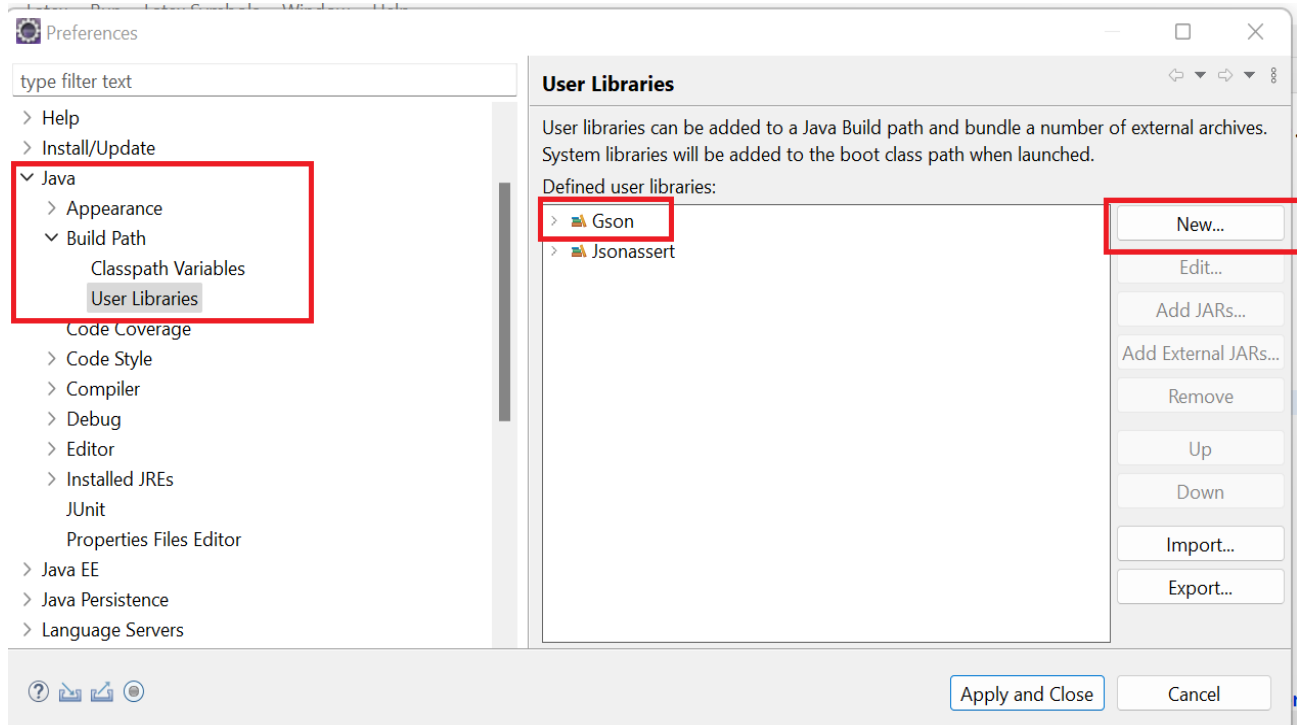 Preferences
type filter text
Help
Install/Update
Java
Appearance
Build Path
Classpath Variables
User Libraries
Code Coverage
Code Style
Compiler
Debug
Editor
Installed JREs
JUnit
Properties Files Editor
Java EE
Java Persistence
Language Servers
User Libraries
User libraries can be added to a Java Build path and bundle a number of external archives.
System libraries will be added to the boot class path when launched.
Defined user libraries:
Gson
Jsonassert
New...
Edit...
Add JARs...
Add External JARs...
Remove
Up
Down
Import...
Export...
Apply and Close
Cancel